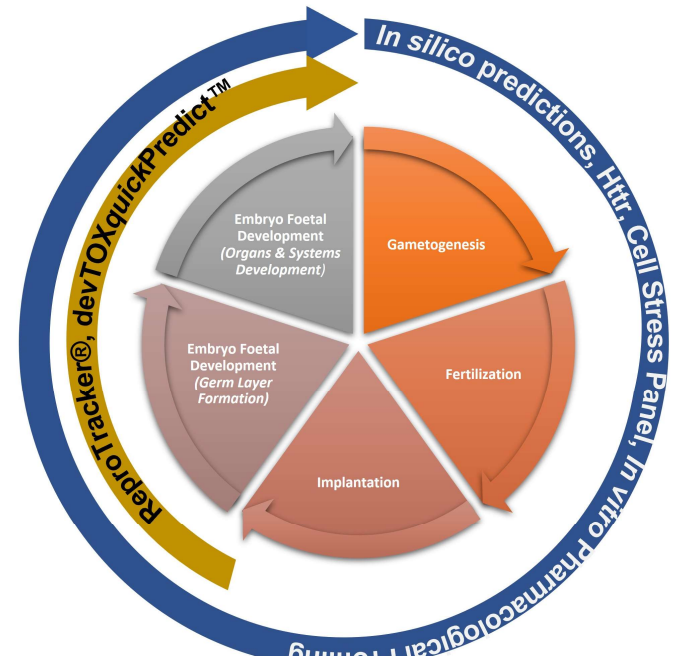 In silico predictions, Httr, Cell Stress Panel, In vitro Pharmacological Profiling
ReproTracker®, devTOXquickPredict™
Gametogenesis
Fertilization
Implantation
Embryo Foetal
Development
(Germ Layer
Formation)
Embryo Foetal
Development
(Organs & Systems
Development)